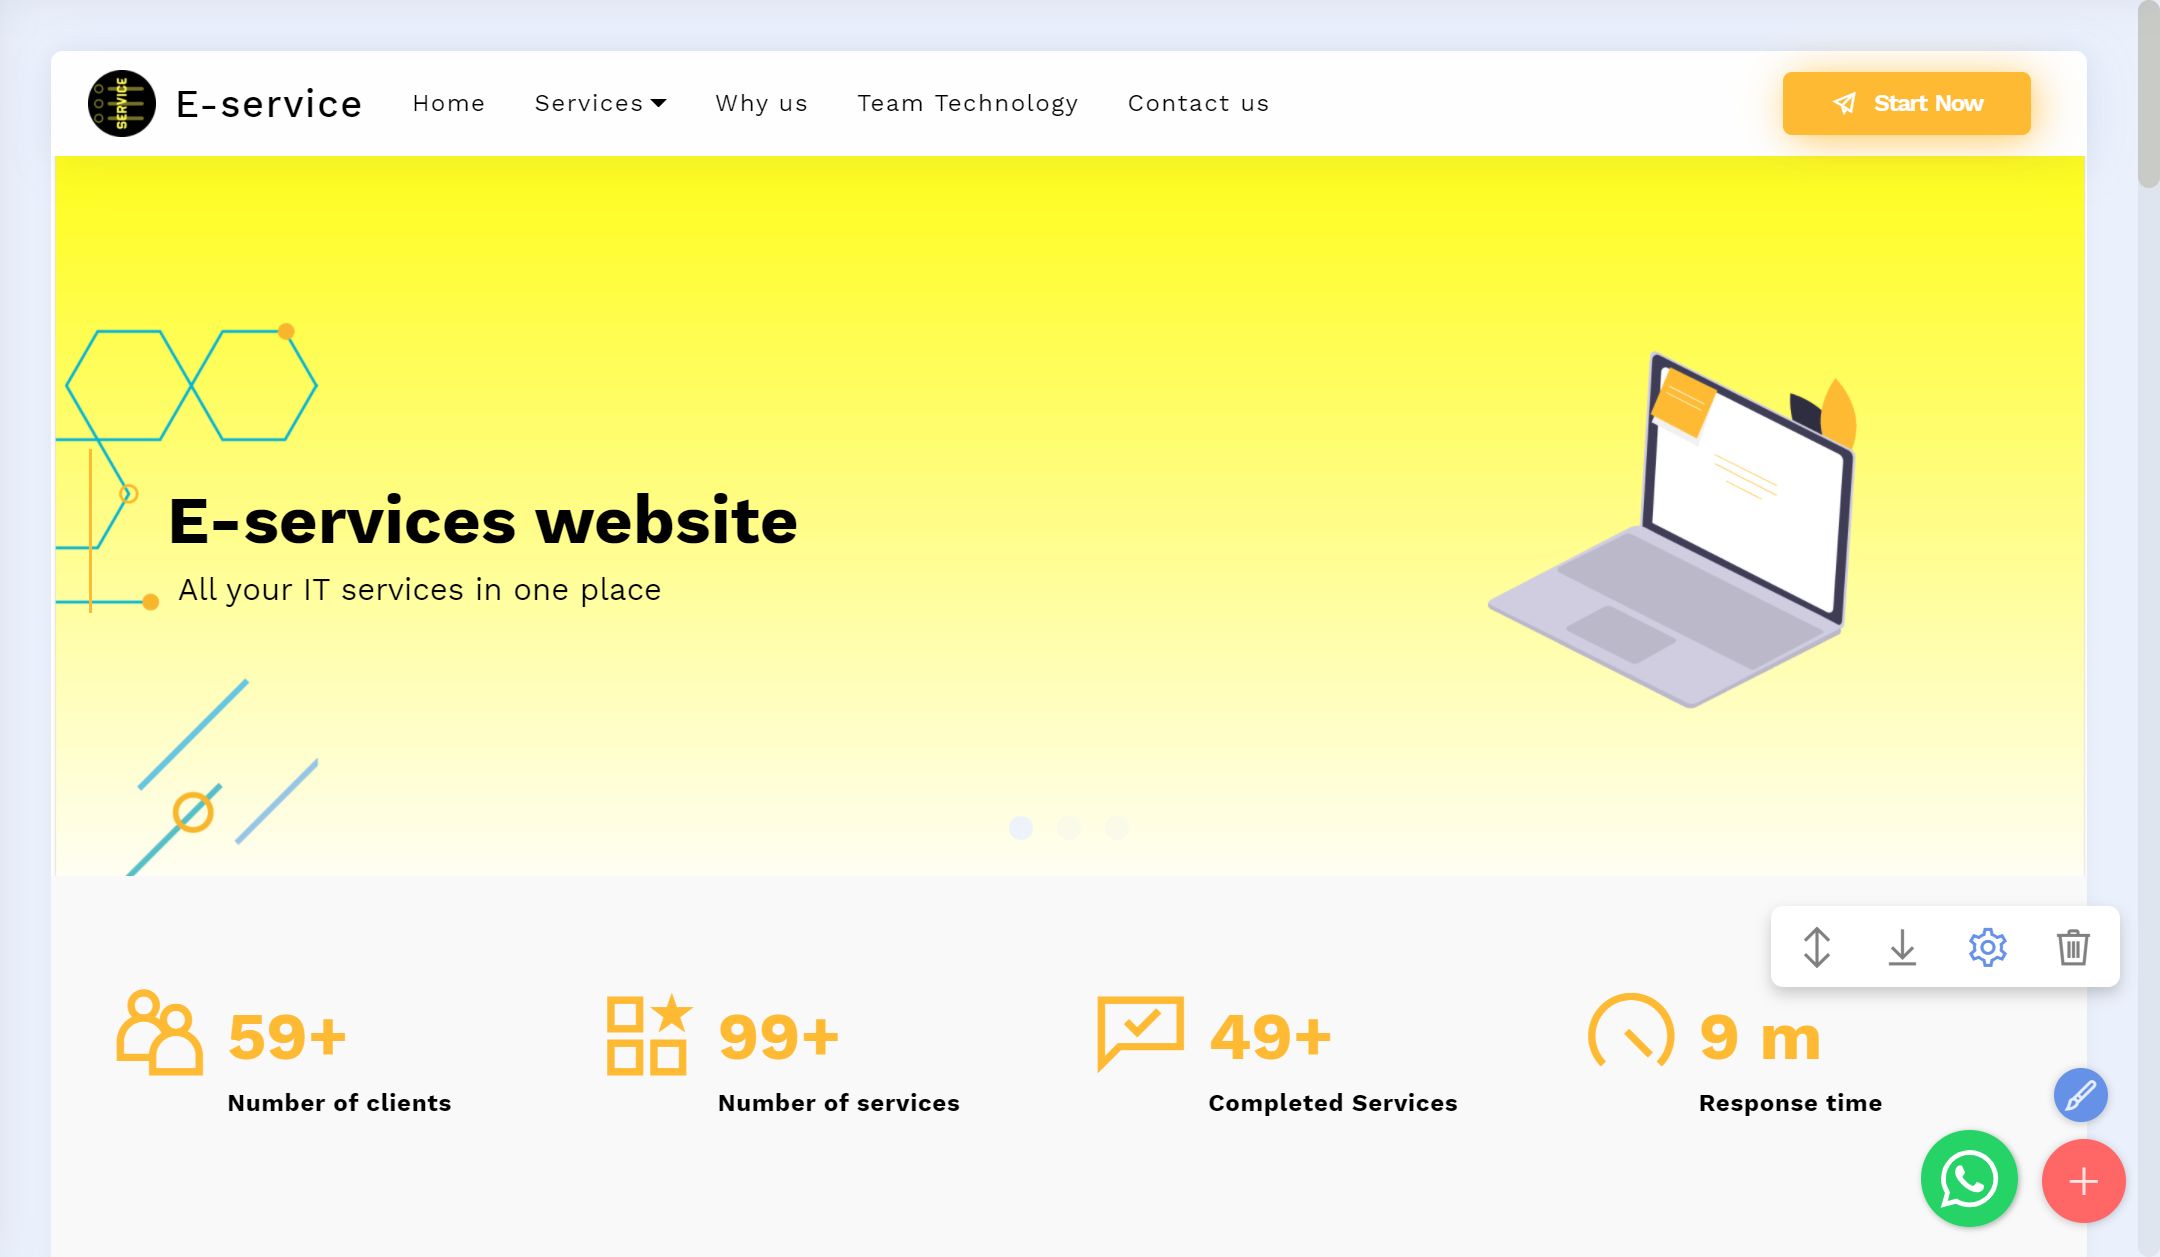 SERVICE
E-service
Home
Services
Why us
Team Technology
Contact us
Start Now
E-services website
All your IT services in one place
59+
Number of clients
99+
Number of services
49+
Completed Services
9 m
Response time